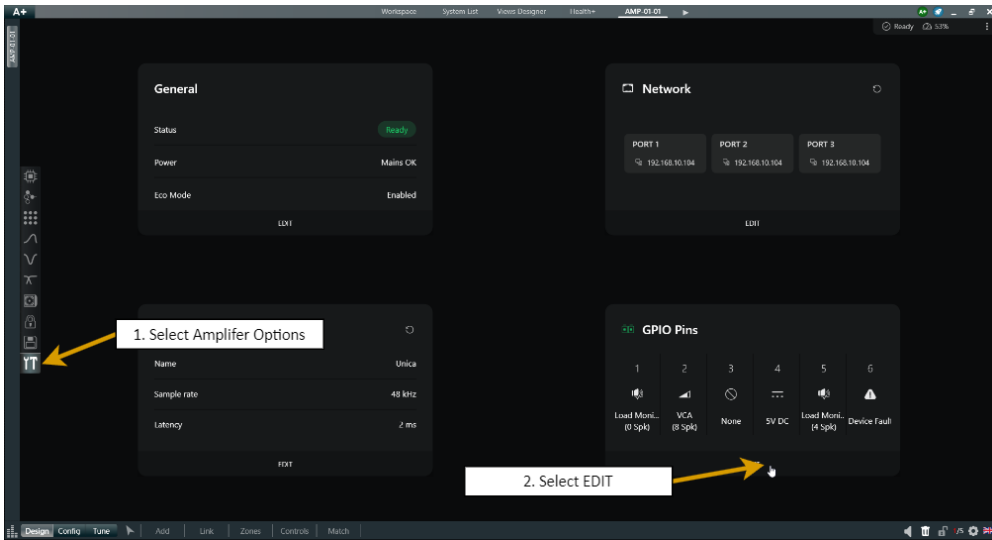 A+
Workspace
System List
Views Designer
Health+
AMP-01-01
A+
Ready
53%
AMP-01-01
General
Status
Ready
Power
Mains OK
Eco Mode
Enabled
EDIT
Network
PORT 1
PORT 2
PORT 3
192.168.10.104
192.168.10.104
192.168.10.104
EDIT
1. Select Amplifer Options
Name
Unica
Sample rate
48 kHz
Latency
2 ms
EDIT
GPIO Pins
1
2
3
4
5
6
Load Moni...
(0 Spk)
VCA
(8 Spk)
None
5V DC
Load Moni...
(4 Spk)
Device Fault
2. Select EDIT
Design
Config
Tune
Add
Link
Zones
Controls
Match